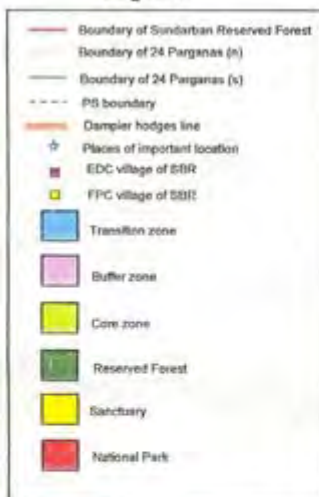 Boundary of Sundarban Reserved Forest
Boundary of 24 Parganas (n)
Boundary of 24 Parganas (s)
PS boundary
Dampier hodges line
Places of important location
EDC village of SBR
FPC village of SBR
Transition zone
Buffer zone
Core zone
Reserved Forest
Sanctuary
National Park